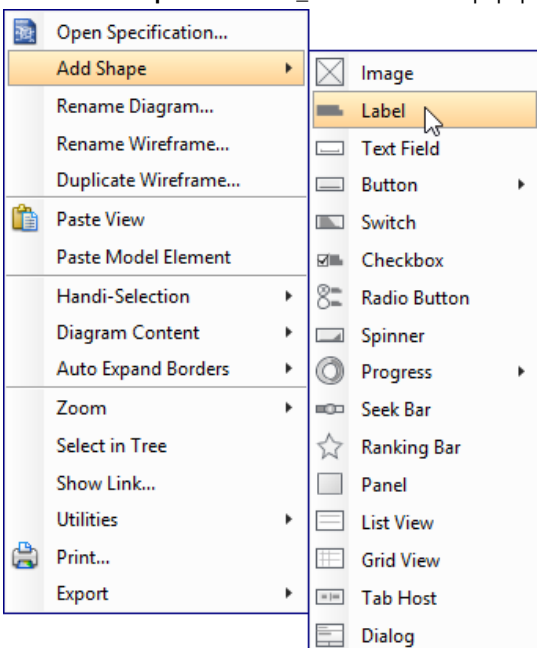 Open Specification...
Add Shape
Rename Diagram...
Rename Wireframe...
Duplicate Wireframe...
Paste View
Paste Model Element
Handi-Selection
Diagram Content
Auto Expand Borders
Zoom
Select in Tree
Show Link...
Utilities
Print...
Export
Image
Label
Text Field
Button
Switch
Checkbox
Radio Button
Spinner
Progress
Seek Bar
Ranking Bar
Panel
List View
Grid View
Tab Host
Dialog